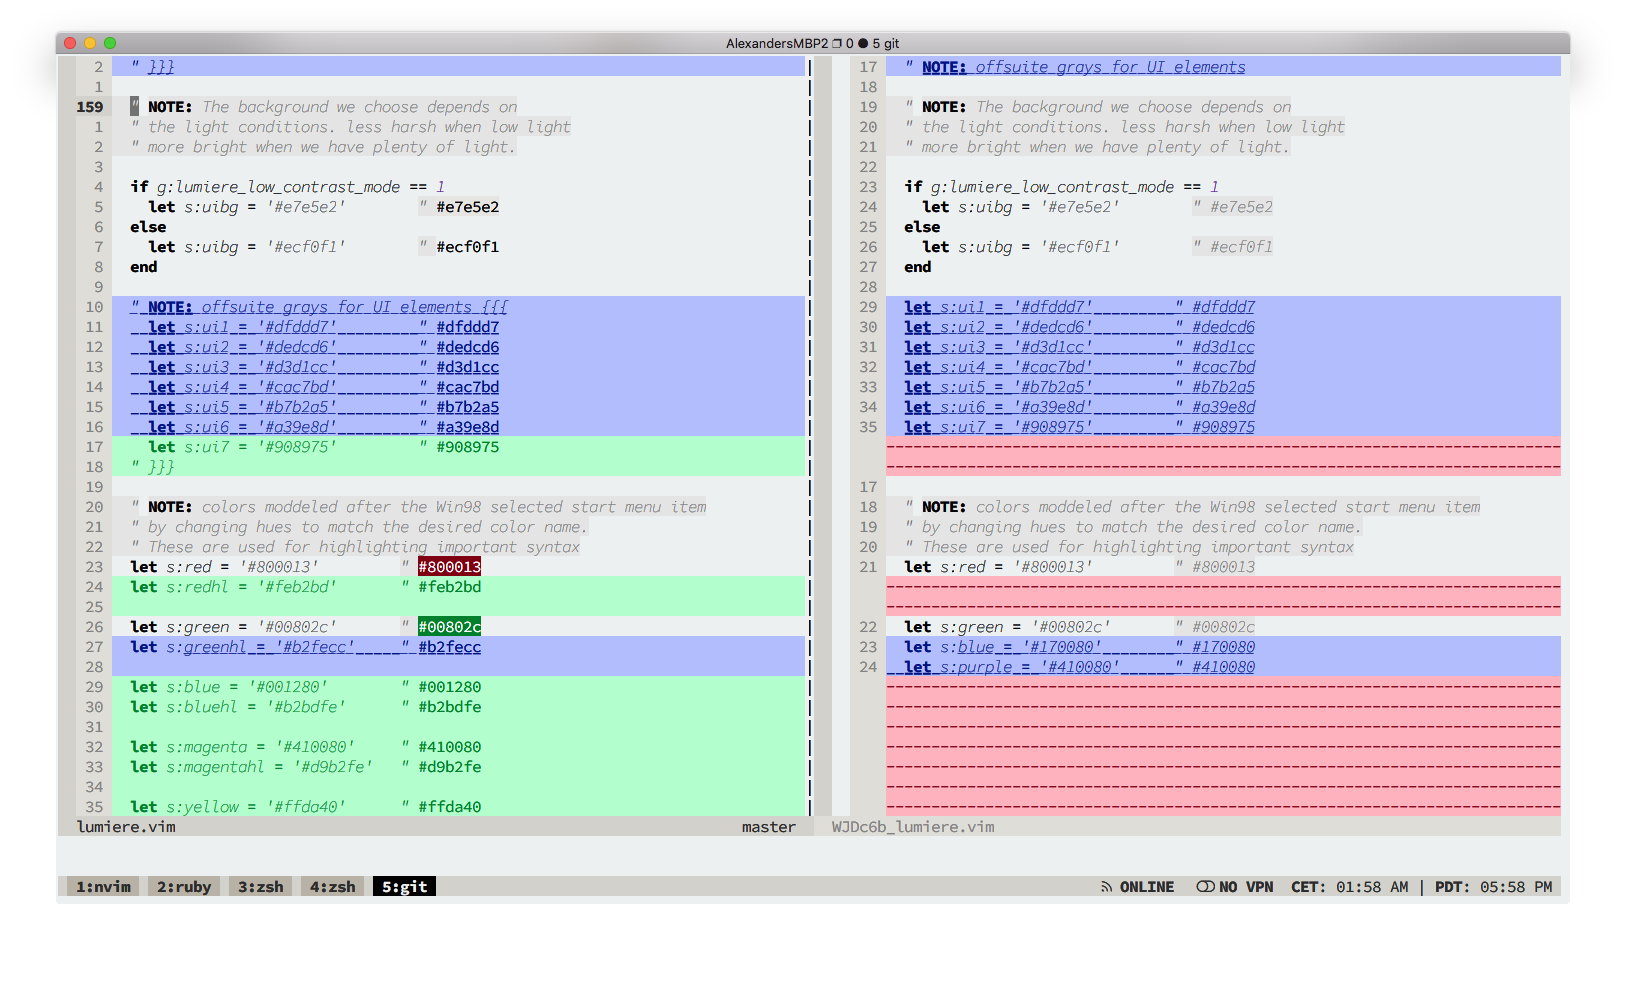 AlexandersMBP2 ❐ 0 ● 5 git
2 " }}}
1
159 " NOTE: The background we choose depends on
1 " the light conditions. less harsh when low light
2 " more bright when we have plenty of light.
3
4 if g:lumiere_low_contrast_mode == 1
5 let s:uibg = '#e7e5e2' " #e7e5e2
6 else
7 let s:uibg = '#ecf0f1' " #ecf0f1
8 end
9
10 " NOTE: offsuite grays for UI elements {{{
11 let s:ui1 = '#dfddd7' " #dfddd7
12 let s:ui2 = '#dedcd6' " #dedcd6
13 let s:ui3 = '#d3d1cc' " #d3d1cc
14 let s:ui4 = '#cac7bd' " #cac7bd
15 let s:ui5 = '#b7b2a5' " #b7b2a5
16 let s:ui6 = '#a39e8d' " #a39e8d
17 let s:ui7 = '#908975' " #908975
18 " }}}
19
20 " NOTE: colors moddeled after the Win98 selected start menu item
21 " by changing hues to match the desired color name.
22 " These are used for highlighting important syntax
23 let s:red = '#800013' " #800013
24 let s:redhl = '#feb2bd' " #feb2bd
25
26 let s:green = '#00802c' " #00802c
27 let s:greenhl = '#b2fecc' " #b2fecc
28
29 let s:blue = '#001280' " #001280
30 let s:bluehl = '#b2bdfe' " #b2bdfe
31
32 let s:magenta = '#410080' " #410080
33 let s:magentahl = '#d9b2fe' " #d9b2fe
34
35 let s:yellow = '#ffda40' " #ffda40
lumiere.vim master
17 " NOTE: offsuite grays for UI elements
18
19 " NOTE: The background we choose depends on
20 " the light conditions. less harsh when low light
21 " more bright when we have plenty of light.
22
23 if g:lumiere_low_contrast_mode == 1
24 let s:uibg = '#e7e5e2' " #e7e5e2
25 else
26 let s:uibg = '#ecf0f1' " #ecf0f1
27 end
28
29 let s:ui1 = '#dfddd7' " #dfddd7
30 let s:ui2 = '#dedcd6' " #dedcd6
31 let s:ui3 = '#d3d1cc' " #d3d1cc
32 let s:ui4 = '#cac7bd' " #cac7bd
33 let s:ui5 = '#b7b2a5' " #b7b2a5
34 let s:ui6 = '#a39e8d' " #a39e8d
35 let s:ui7 = '#908975' " #908975
17
18 " NOTE: colors moddeled after the Win98 selected start menu item
19 " by changing hues to match the desired color name.
20 " These are used for highlighting important syntax
21 let s:red = '#800013' " #800013
22 let s:green = '#00802c' " #00802c
23 let s:blue = '#170080' " #170080
24 let s:purple = '#410080' " #410080
WJDc6b_lumiere.vim
1:nvim 2:ruby 3:zsh 4:zsh 5:git ONLINE NO VPN CET: 01:58 AM | PDT: 05:58 PM